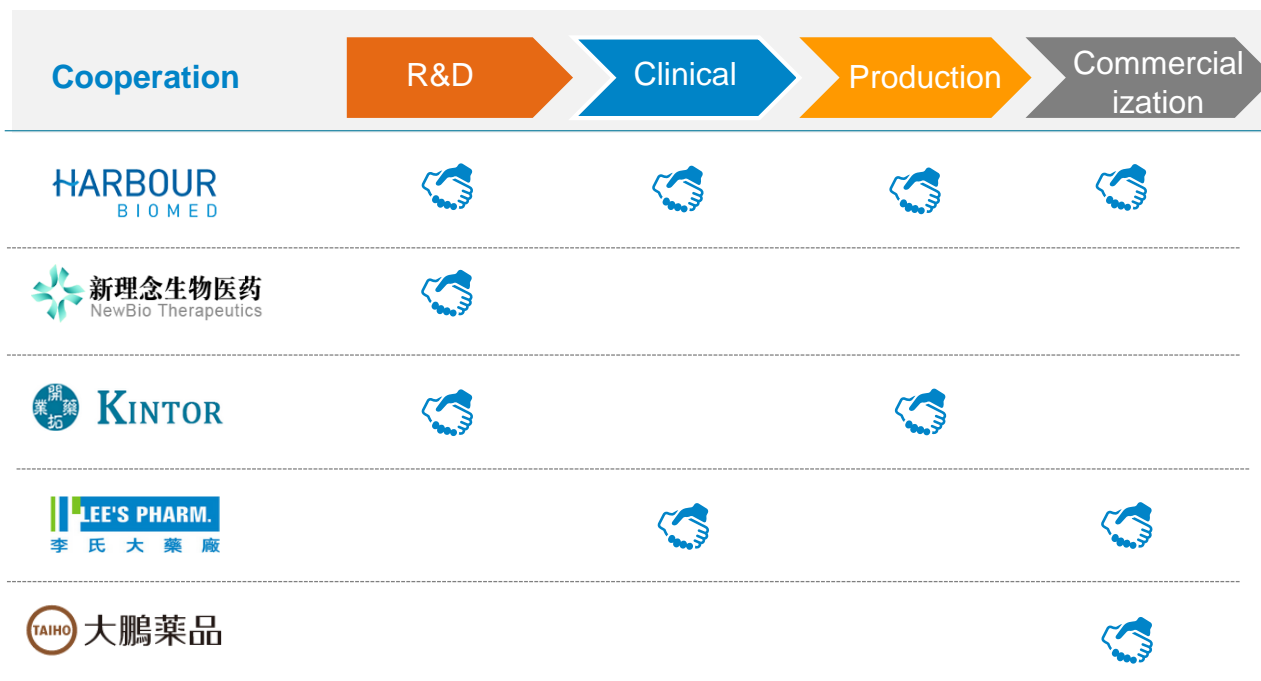 Cooperation
R&D
Clinical
Production
Commercial
ization
HARBOUR
BIOMED
新理念生物医药
NewBio Therapeutics
開
業 藥
拓
KINTOR
LEE'S PHARM.
李氏大藥廠
TAIHO 大鵬薬品